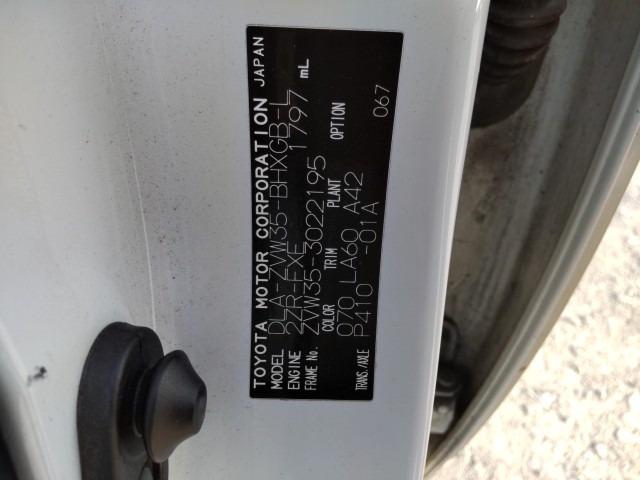 TOYOTA MOTOR CORPORATION JAPAN
MODEL DLA-ZVW35-BHXGB-L
ENGINE 2ZR-FXE 1797 mL
FRAME No. ZVW35-3022195
COLOR TRIM PLANT OPTION
070 LA60 A42
TRANS./AXLE P410 -01A 067